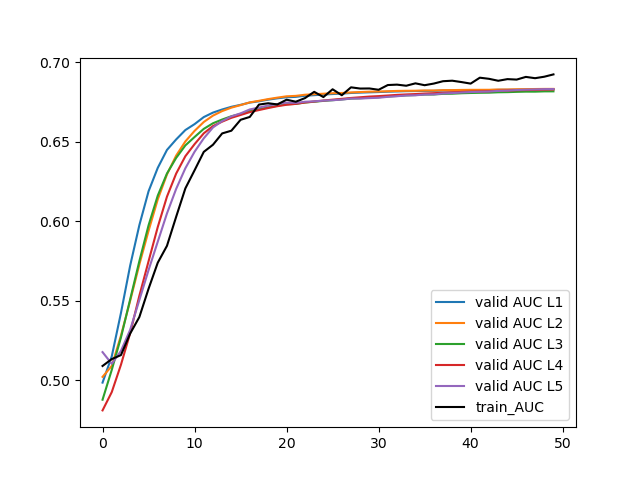 0.70
0.65
0.60
0.55
0.50
0
10
20
30
40
50
valid AUC L1
valid AUC L2
valid AUC L3
valid AUC L4
valid AUC L5
train_AUC